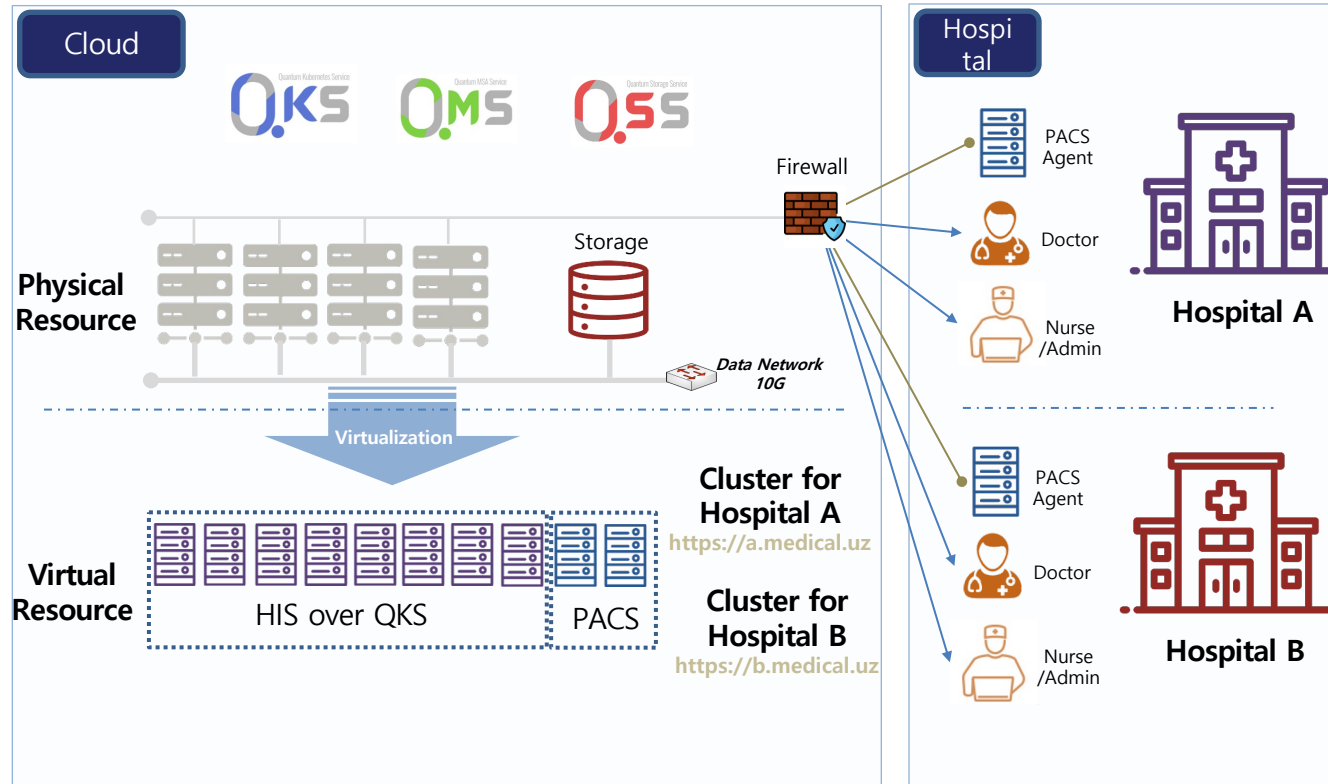 Cloud
Quantum Kubernetes Service
QKS
Quantum MSA Service
QMS
Quantum Storage Service
QSS
Firewall
Physical
Resource
Storage
Data Network
10G
Virtualization
Virtual
Resource
HIS over QKS
PACS
Cluster for
Hospital A
https://a.medical.uz
Cluster for
Hospital B
https://b.medical.uz
Hospi
tal
PACS
Agent
Doctor
Nurse
/Admin
Hospital A
PACS
Agent
Doctor
Nurse
/Admin
Hospital B